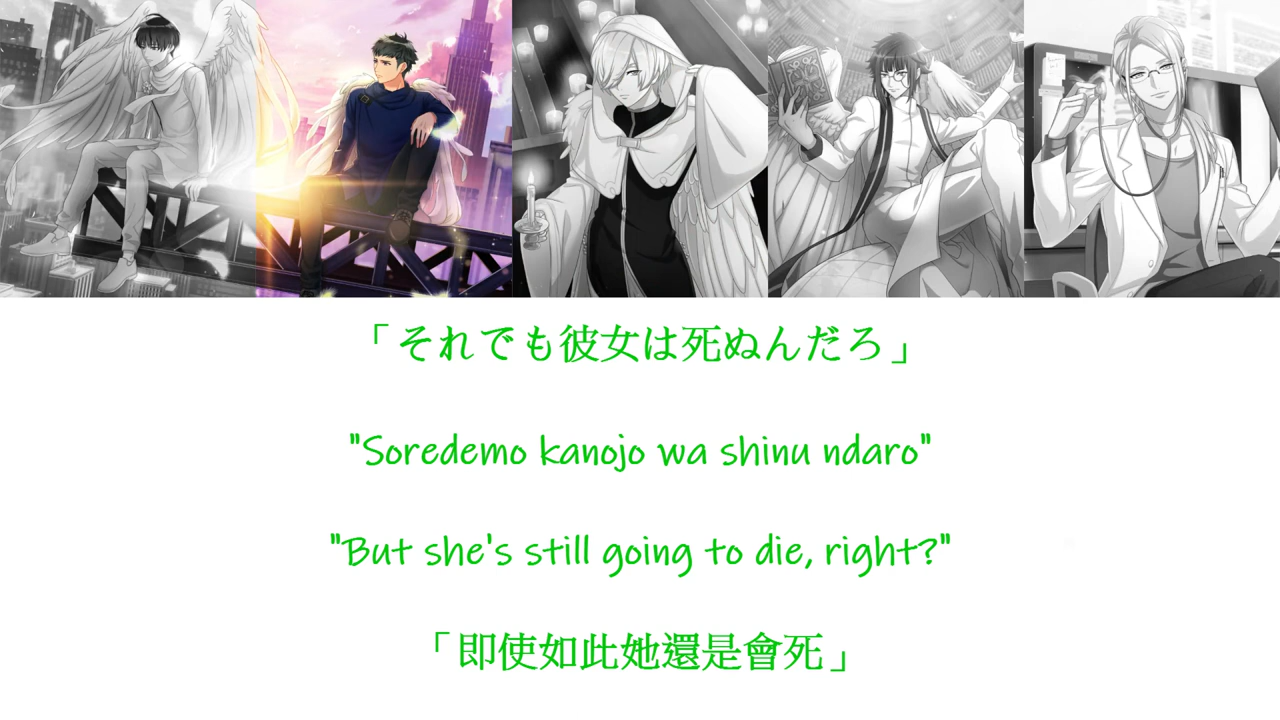 「それでも彼女は死ぬんだろ」
"Soredemo kanojo wa shinu ndaro"
"But she's still going to die, right?"
「即使如此她還是會死」